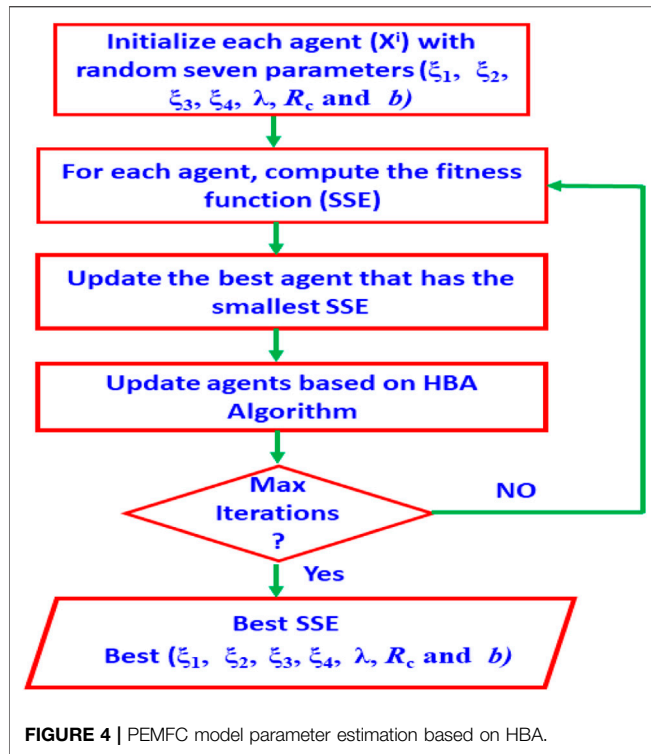 Initialize each agent (Xⁱ) with
random seven parameters (ξ₁, ξ₂,
ξ₃, ξ₄, λ, R_c and b)
For each agent, compute the fitness
function (SSE)
Update the best agent that has the
smallest SSE
Update agents based on HBA
Algorithm
Max
Iterations
?
NO
Yes
Best SSE
Best (ξ₁, ξ₂, ξ₃, ξ₄, λ, R_c and b)
FIGURE 4 | PEMFC model parameter estimation based on HBA.